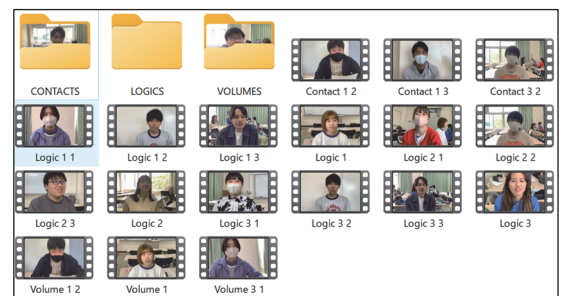 CONTACTS LOGICS VOLUMES Contact 1 2 Contact 1 3 Contact 3 2
Logic 1 1 Logic 1 2 Logic 1 3 Logic 1 Logic 2 1 Logic 2 2
Logic 2 3 Logic 2 Logic 3 1 Logic 3 2 Logic 3 3 Logic 3
Volume 1 2 Volume 1 Volume 3 1